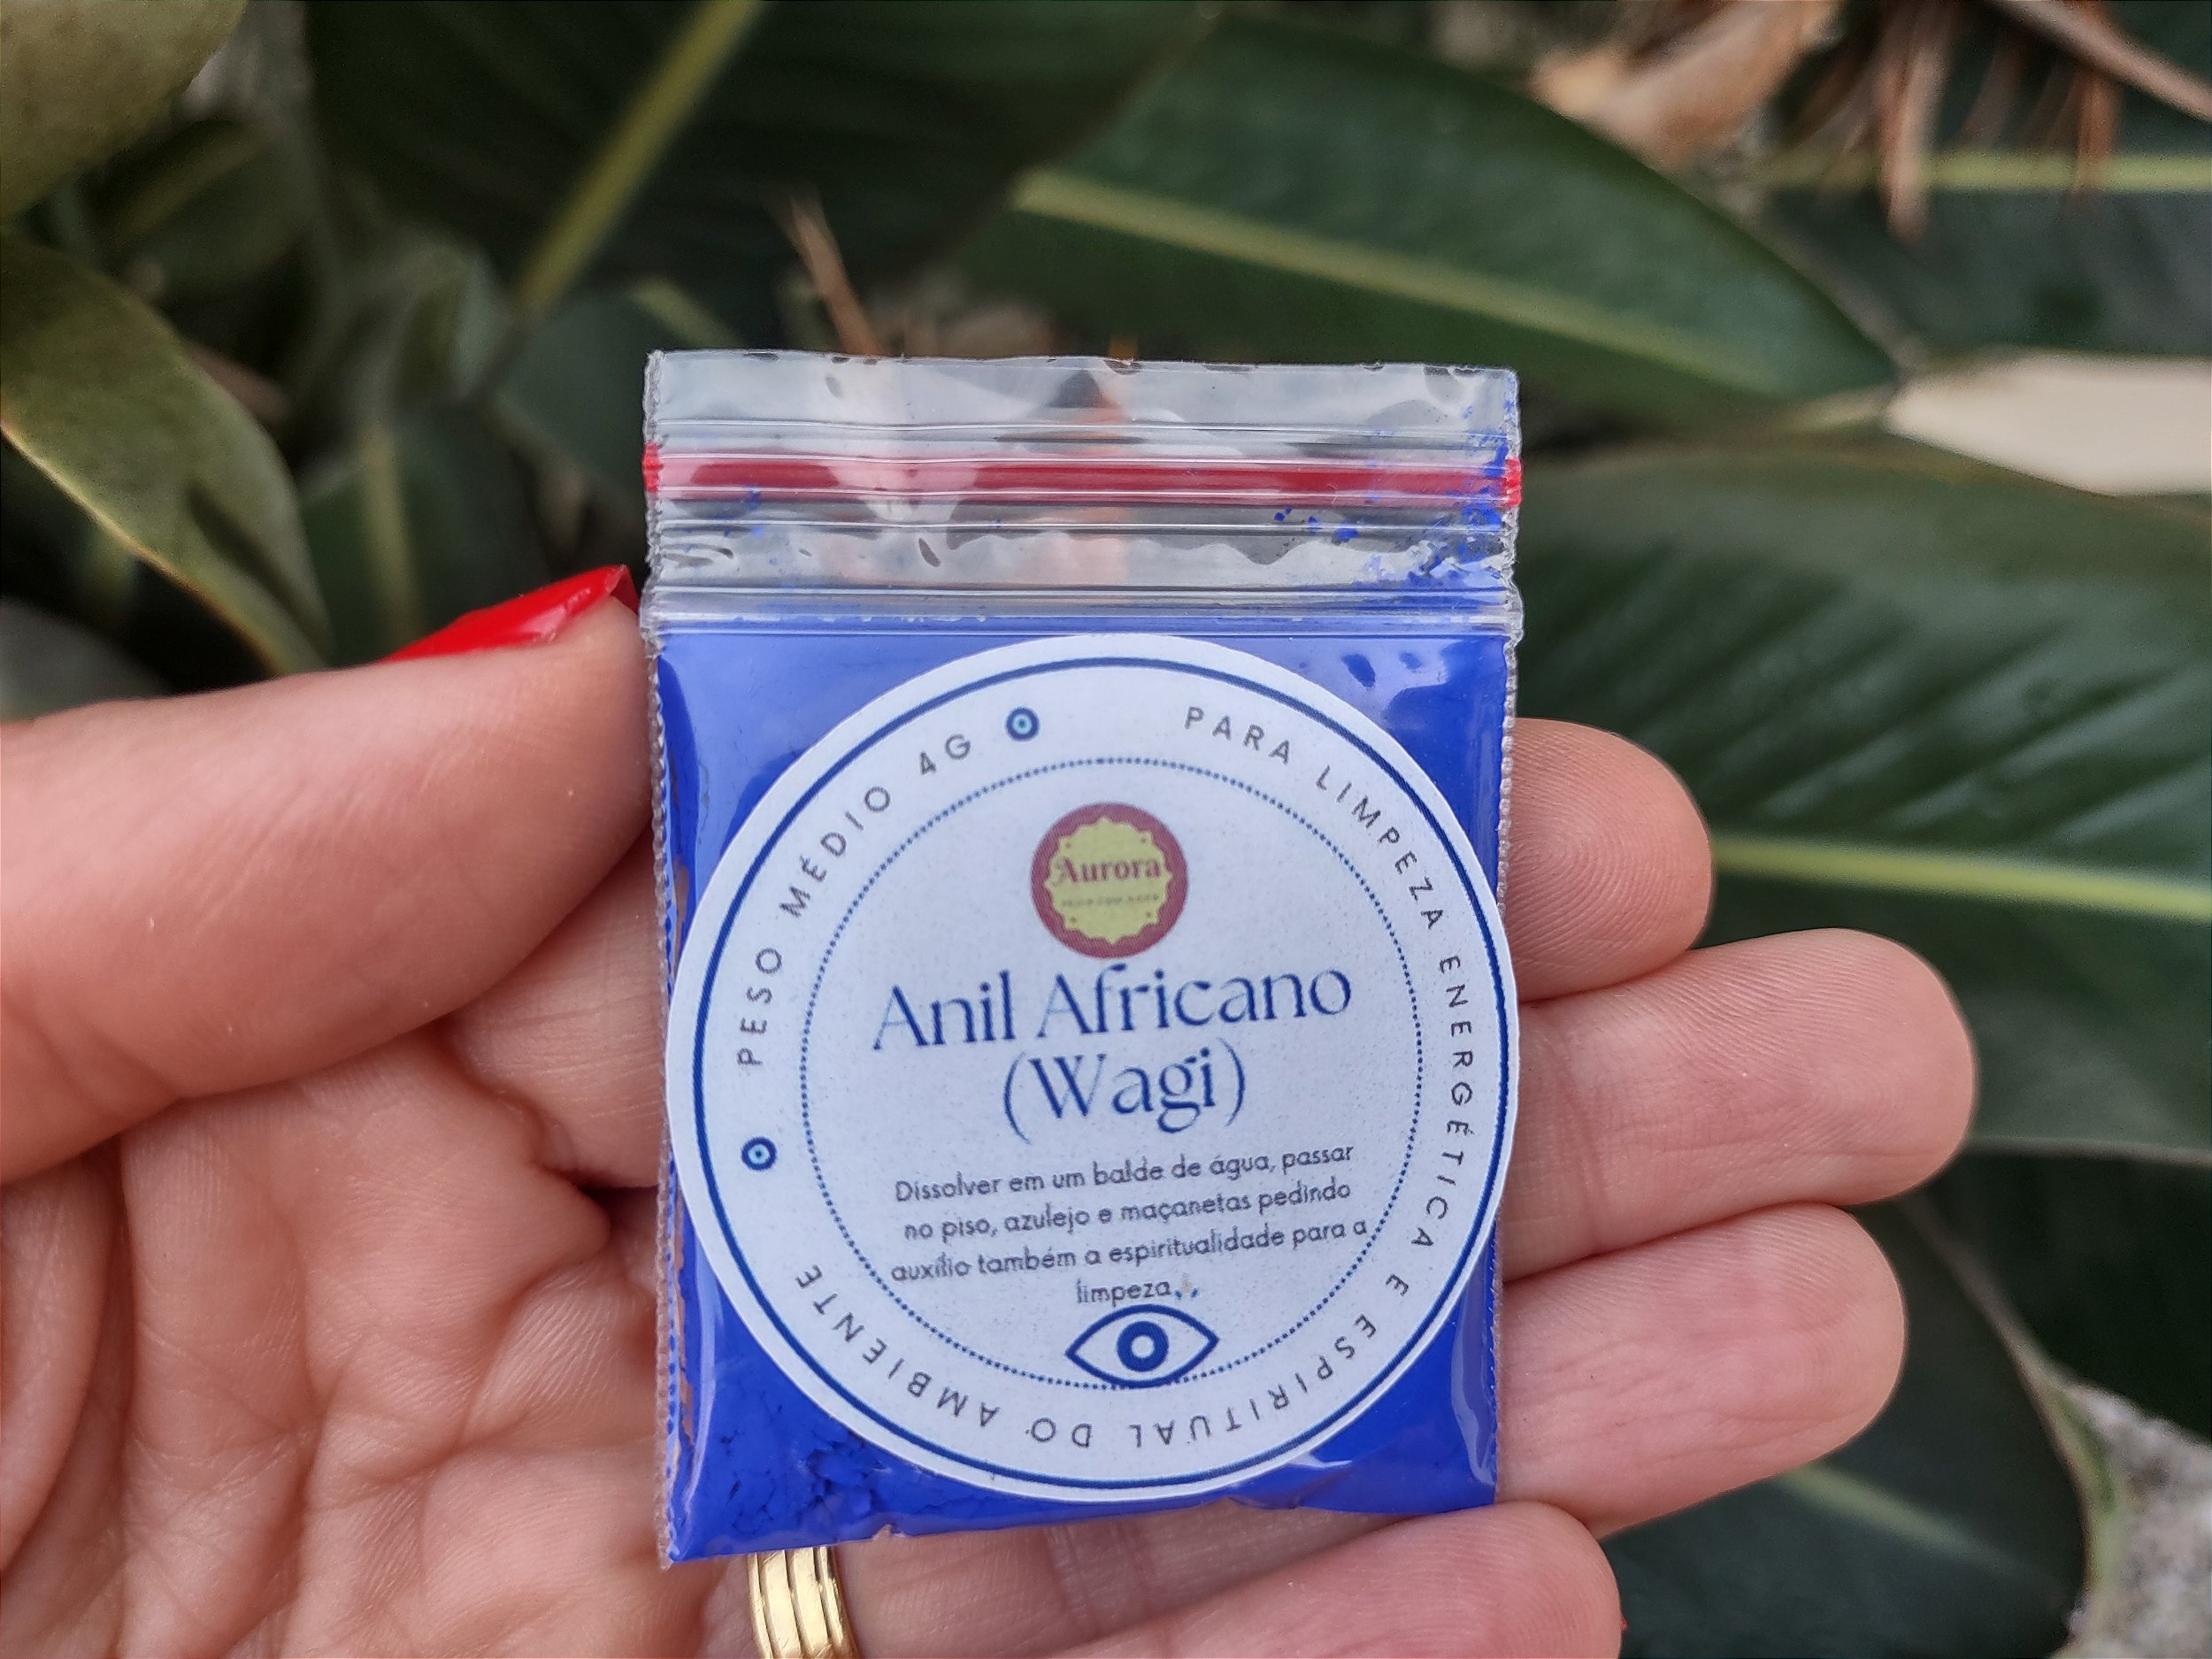 PESO MÉDIO 4G
PARA LIMPEZA ENERGÉTICA E ESPIRITUAL DO AMBIENTE
Aurora
Anil Africano
(Wagi)
Dissolver em um balde de água, passar
no piso, azulejo e maçanetas pedindo
auxílio também a espiritualidade para a
limpeza